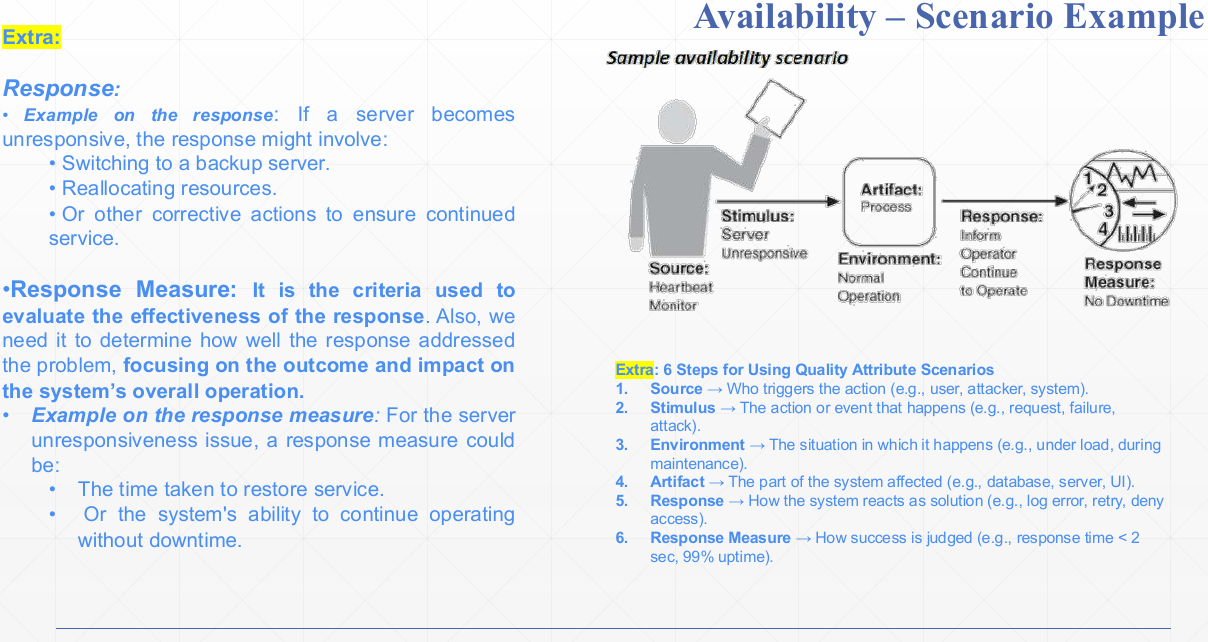 Availability – Scenario Example
Extra:
Response:
• Example on the response: If a server becomes
unresponsive, the response might involve:
• Switching to a backup server.
• Reallocating resources.
• Or other corrective actions to ensure continued
service.
•Response Measure: It is the criteria used to
evaluate the effectiveness of the response. Also, we
need it to determine how well the response addressed
the problem, focusing on the outcome and impact on
the system’s overall operation.
• Example on the response measure: For the server
unresponsiveness issue, a response measure could
be:
• The time taken to restore service.
• Or the system's ability to continue operating
without downtime.
Sample availability scenario
Source:
Heartbeat
Monitor
Stimulus:
Server
Unresponsive
Artifact:
Process
Environment:
Normal
Operation
Response:
Inform
Operator
Continue
to Operate
1
2
3
4
Response
Measure:
No Downtime
Extra: 6 Steps for Using Quality Attribute Scenarios
1. Source → Who triggers the action (e.g., user, attacker, system).
2. Stimulus → The action or event that happens (e.g., request, failure,
attack).
3. Environment → The situation in which it happens (e.g., under load, during
maintenance).
4. Artifact → The part of the system affected (e.g., database, server, UI).
5. Response → How the system reacts as solution (e.g., log error, retry, deny
access).
6. Response Measure → How success is judged (e.g., response time < 2
sec, 99% uptime).